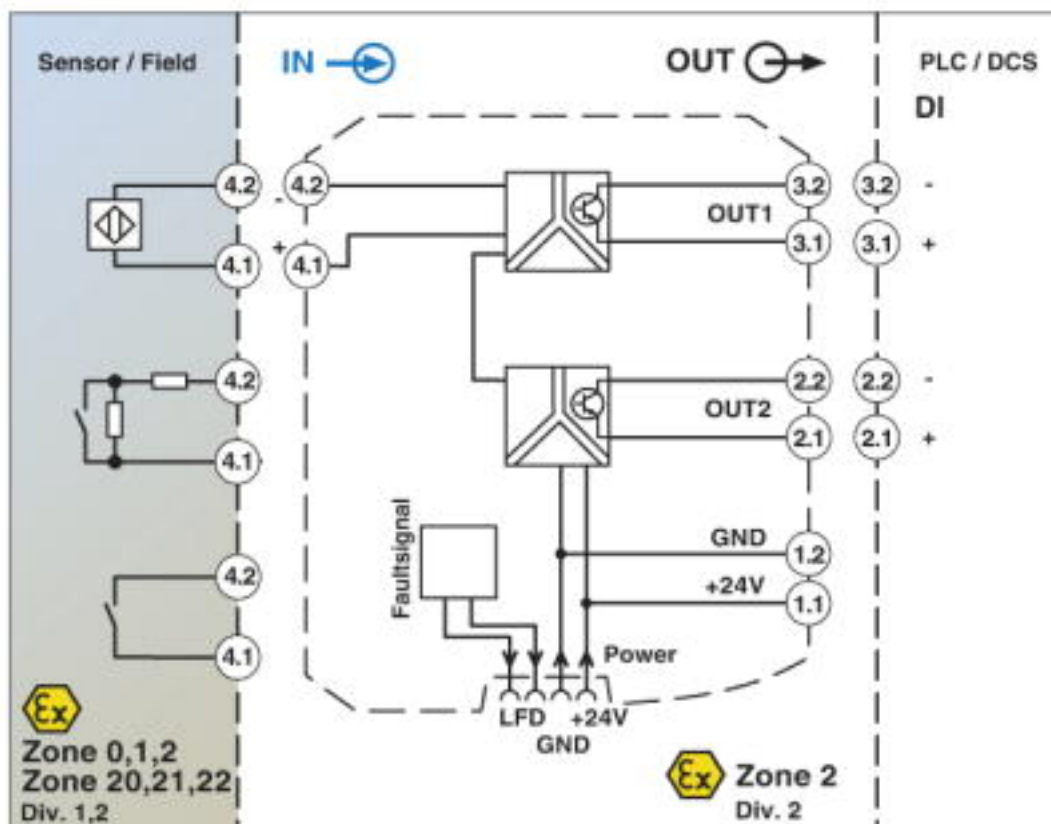 Sensor / Field
IN
OUT
PLC / DCS
DI
4.2
4.2
-
3.2
3.2
-
OUT1
4.1
+
4.1
3.1
3.1
+
4.2
2.2
2.2
-
OUT2
4.1
2.1
2.1
+
Faultsignal
GND
1.2
4.2
+24V
1.1
4.1
Power
LFD
+24V
GND
Ex
Zone 0,1,2
Zone 20,21,22
Div. 1,2
Ex
Zone 2
Div. 2